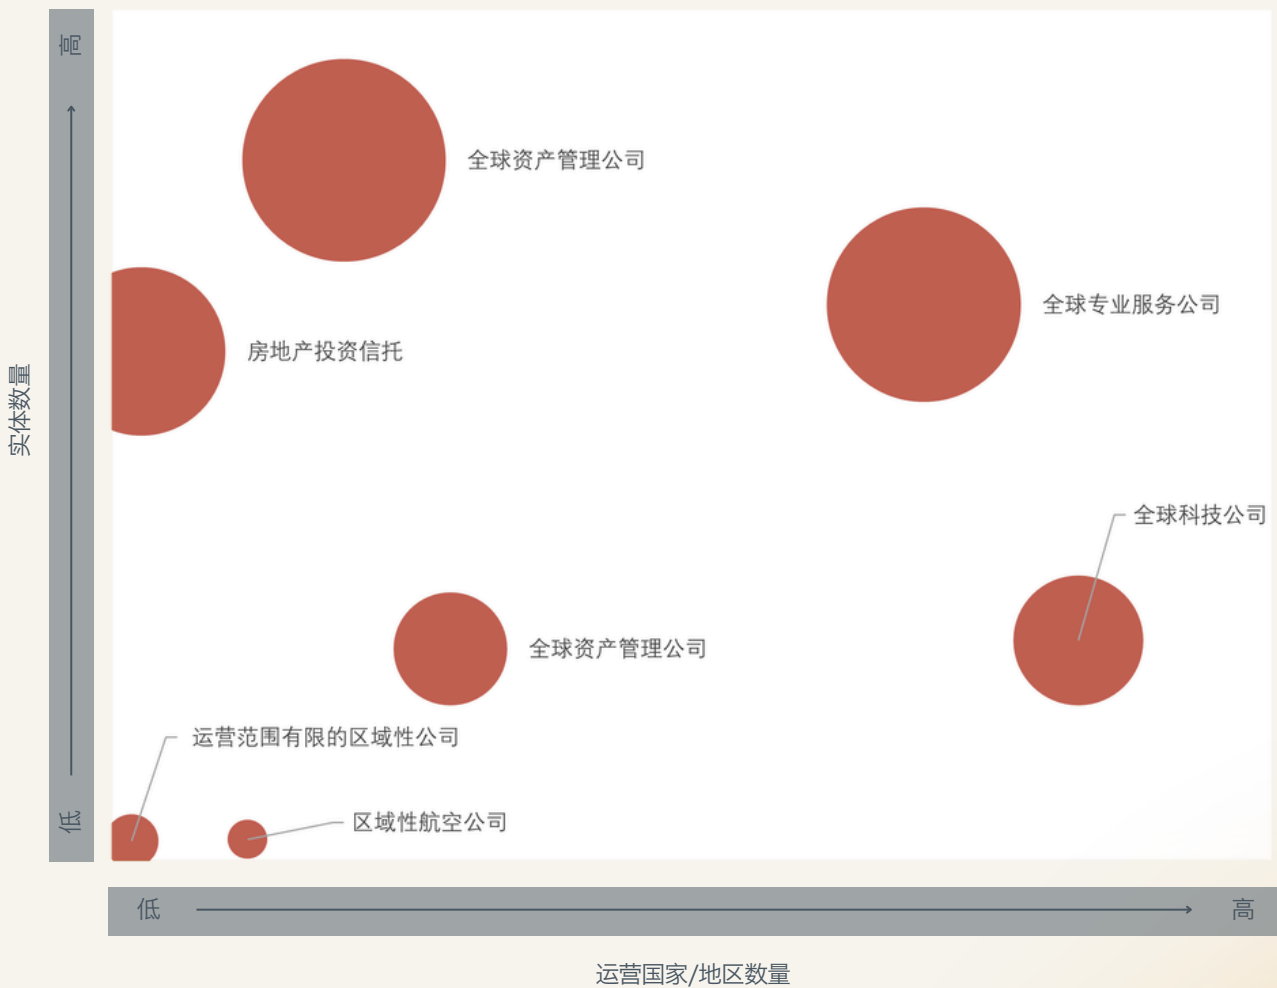 高
全球资产管理公司
全球专业服务公司
房地产投资信托
实体数量
全球科技公司
全球资产管理公司
运营范围有限的区域性公司
区域性航空公司
低
低
高
运营国家/地区数量